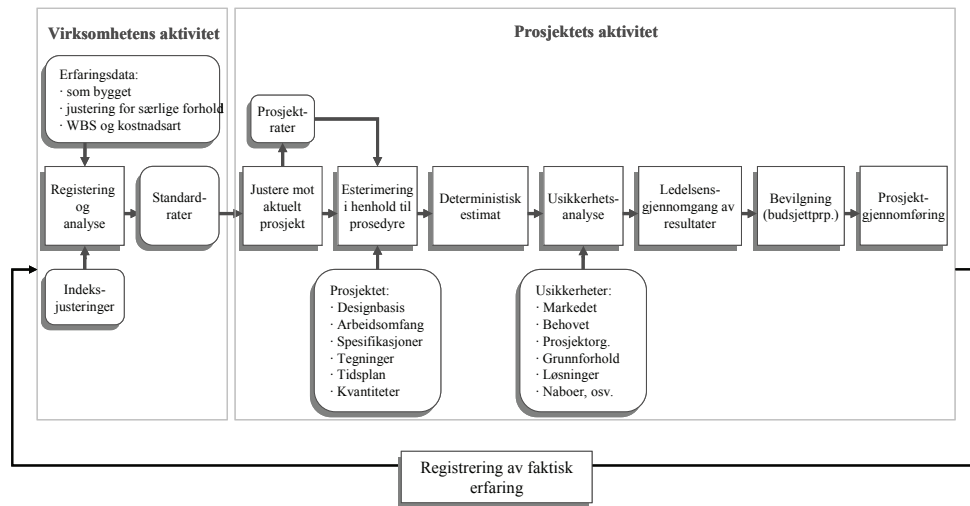 Virksomhetens aktivitet
Prosjektets aktivitet
Erfaringsdata:
· som bygget
· justering for særlige forhold
· WBS og kostnadsart
Registering
og
analyse
Standard-
rater
Indeks-
justeringer
Prosjekt-
rater
Justere mot
aktuelt
prosjekt
Esterimering
i henhold til
prosedyre
Deterministisk
estimat
Usikkerhets-
analyse
Ledelsens-
gjennomgang av
resultater
Bevilgning
(budsjettprp.)
Prosjekt-
gjennomføring
Prosjektet:
· Designbasis
· Arbeidsomfang
· Spesifikasjoner
· Tegninger
· Tidsplan
· Kvantiteter
Usikkerheter:
· Markedet
· Behovet
· Prosjektorg.
· Grunnforhold
· Løsninger
· Naboer, osv.
Registrering av faktisk
erfaring